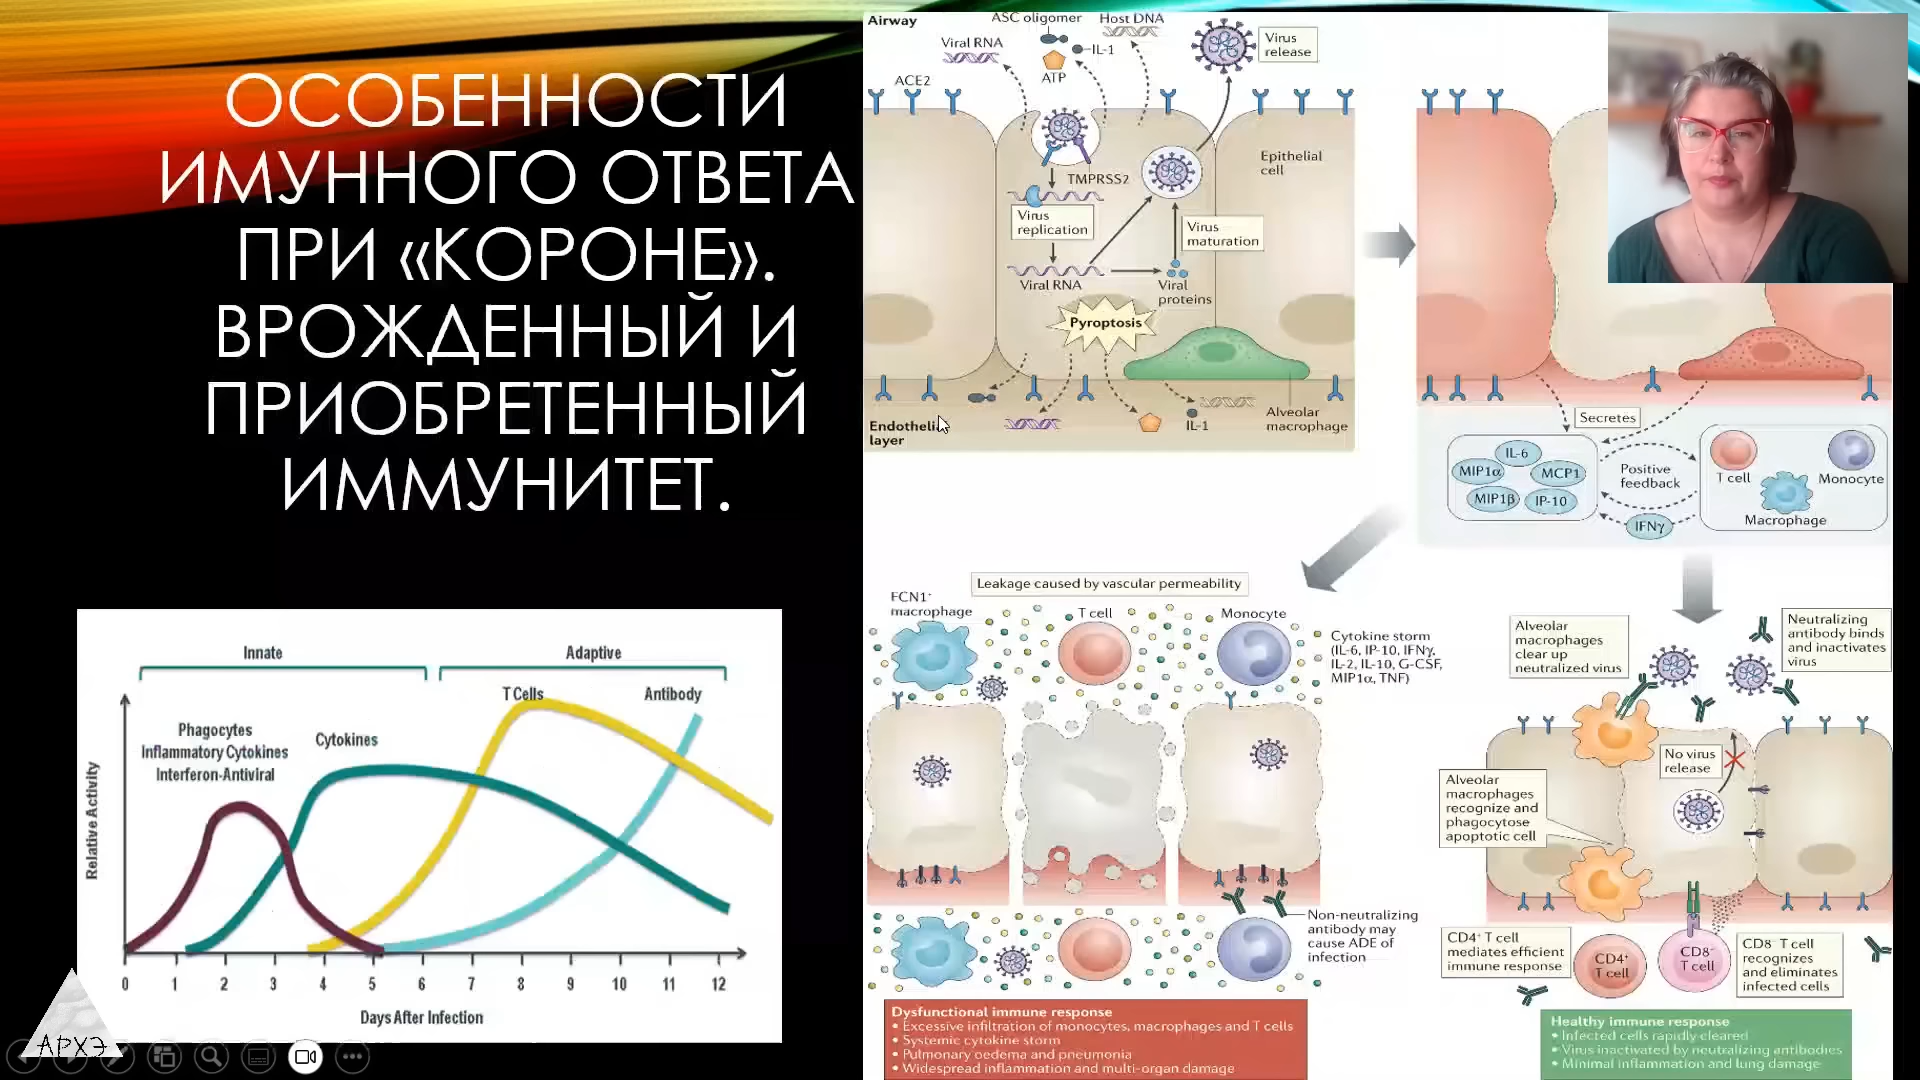 ОСОБЕННОСТИ
ИМУННОГО ОТВЕТА
ПРИ «КОРОНЕ».
ВРОЖДЕННЫЙ И
ПРИОБРЕТЕННЫЙ
ИММУНИТЕТ.
Innate
Adaptive
T Cells
Antibody
Phagocytes
Inflammatory Cytokines
Interferon-Antiviral
Cytokines
Relative Activity
0 1 2 3 4 5 6 7 8 9 10 11 12
Days After Infection
АРХЭ
Airway
ASC oligomer
Host DNA
Viral RNA
IL-1
ATP
Virus
release
ACE2
TMPRSS2
Epithelial
cell
Virus
replication
Virus
maturation
Viral RNA
Viral
proteins
Pyroptosis
Endothelial
layer
IL-1
Alveolar
macrophage
Secretes
IL-6
MIP1α
MCP1
MIP1β
IP-10
Positive
feedback
IFNγ
T cell
Monocyte
Macrophage
Leakage caused by vascular permeability
FCN1+
macrophage
T cell
Monocyte
Cytokine storm
(IL-6, IP-10, IFNγ,
IL-2, IL-10, G-CSF,
MIP1α, TNF)
Non-neutralizing
antibody may
cause ADE of
infection
Dysfunctional immune response
• Excessive infiltration of monocytes, macrophages and T cells
• Systemic cytokine storm
• Pulmonary oedema and pneumonia
• Widespread inflammation and multi-organ damage
Alveolar
macrophages
clear up
neutralized virus
Neutralizing
antibody binds
and inactivates
virus
No virus
release
Alveolar
macrophages
recognize and
phagocytose
apoptotic cell
CD4+ T cell
mediates efficient
immune response
CD4+
T cell
CD8+
T cell
CD8+ T cell
recognizes
and eliminates
infected cells
Healthy immune response
• Infected cells rapidly cleared
• Virus inactivated by neutralizing antibodies
• Minimal inflammation and lung damage